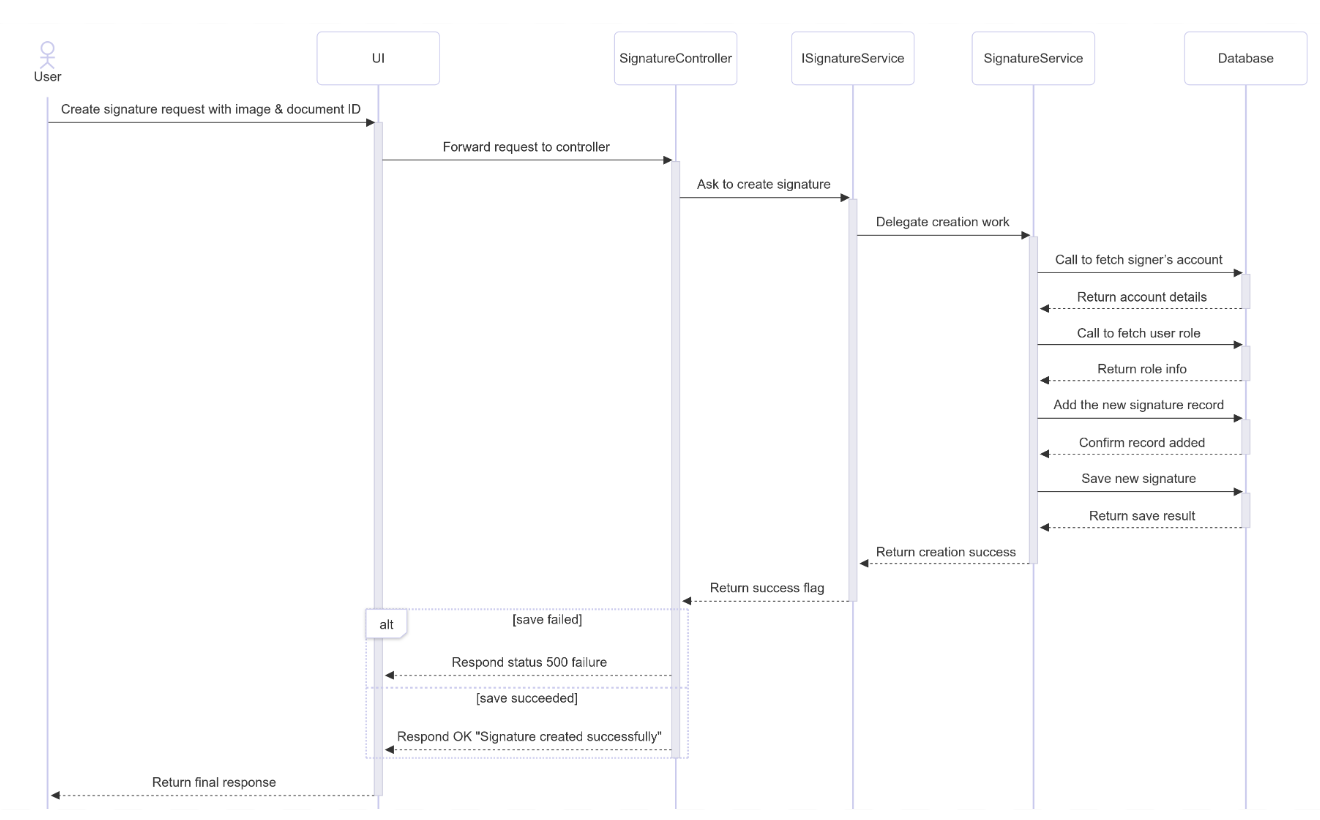 User
UI
SignatureController
ISignatureService
SignatureService
Database
Create signature request with image & document ID
Forward request to controller
Ask to create signature
Delegate creation work
Call to fetch signer's account
Return account details
Call to fetch user role
Return role info
Add the new signature record
Confirm record added
Save new signature
Return save result
Return creation success
Return success flag
alt
[save failed]
Respond status 500 failure
[save succeeded]
Respond OK "Signature created successfully"
Return final response